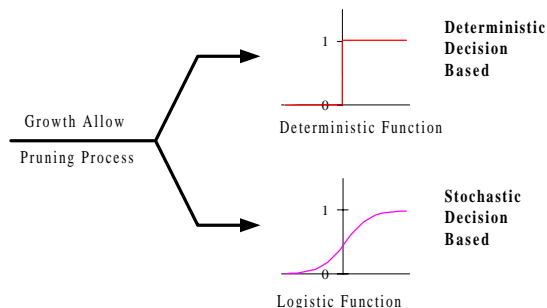 Growth Allow
Pruning Process
1
0
Deterministic Function
Deterministic
Decision
Based
1
0
Logistic Function
Stochastic
Decision
Based